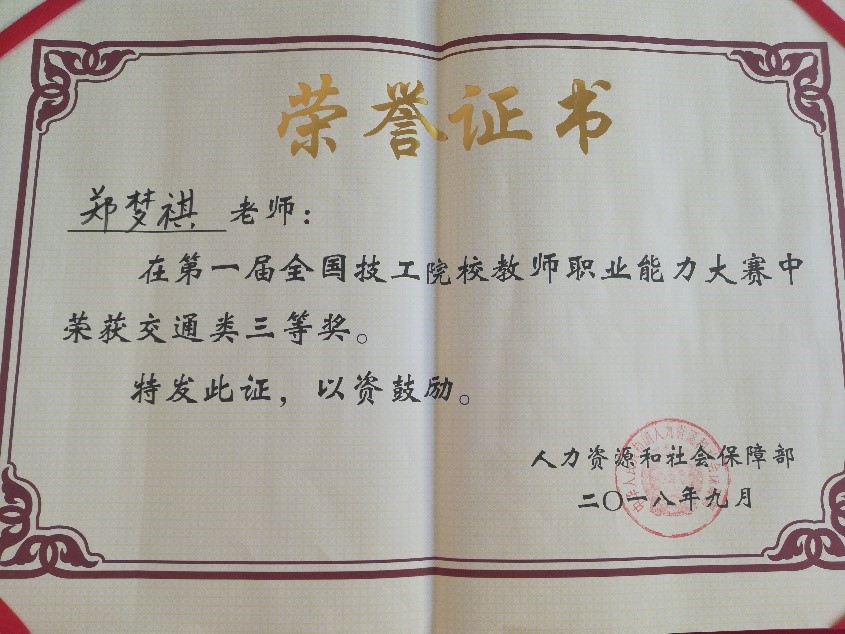 荣誉证书
郑梦祺 老师：
在第一届全国技工院校教师职业能力大赛中
荣获交通类三等奖。
特发此证，以资鼓励。
人力资源和社会保障部
二〇一八年九月